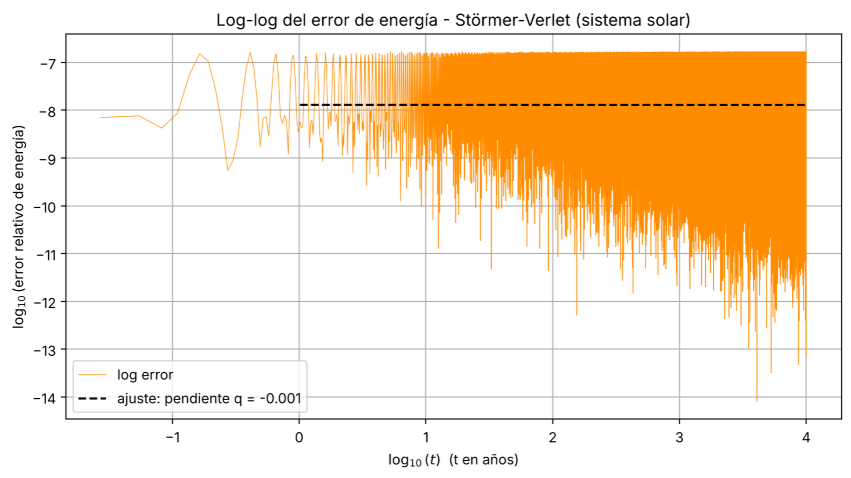 Log-log del error de energía - Störmer-Verlet (sistema solar)
log₁₀(error relativo de energía)
−7
−8
−9
−10
−11
−12
−13
−14
log error
ajuste: pendiente q = -0.001
−1
0
1
2
3
4
log₁₀(t) (t en años)